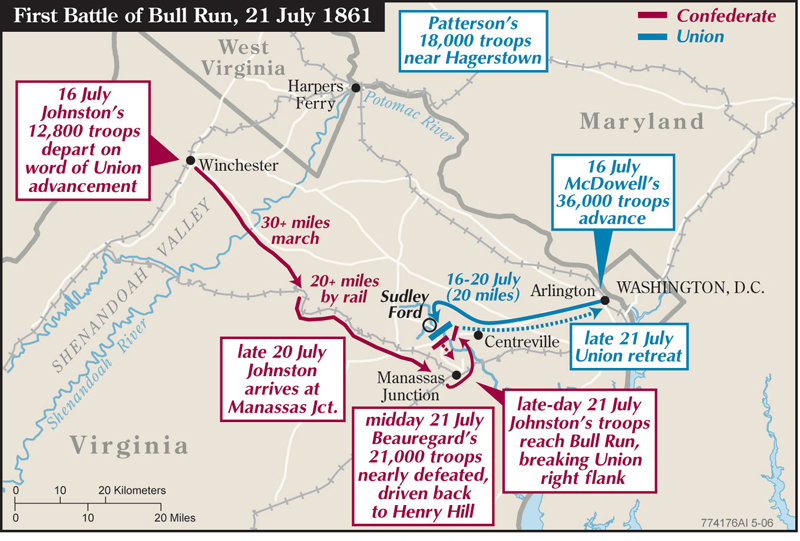 First Battle of Bull Run, 21 July 1861
Patterson's
18,000 troops
near Hagerstown
Confederate
Union
West
Virginia
Harpers
Ferry
Potomac River
Maryland
16 July
Johnston's
12,800 troops
depart on
word of Union
advancement
Winchester
16 July
McDowell's
36,000 troops
advance
SHENANDOAH VALLEY
30+ miles
march
20+ miles
by rail
Sudley
Ford
16-20 July
(20 miles)
Arlington
WASHINGTON, D.C.
Shenandoah River
Centreville
late 21 July
Union retreat
late 20 July
Johnston
arrives at
Manassas Jct.
Manassas
Junction
midday 21 July
Beauregard's
21,000 troops
nearly defeated,
driven back
to Henry Hill
late-day 21 July
Johnston's troops
reach Bull Run,
breaking Union
right flank
Virginia
0 10 20 Kilometers
0 10 20 Miles
774176AI 5-06